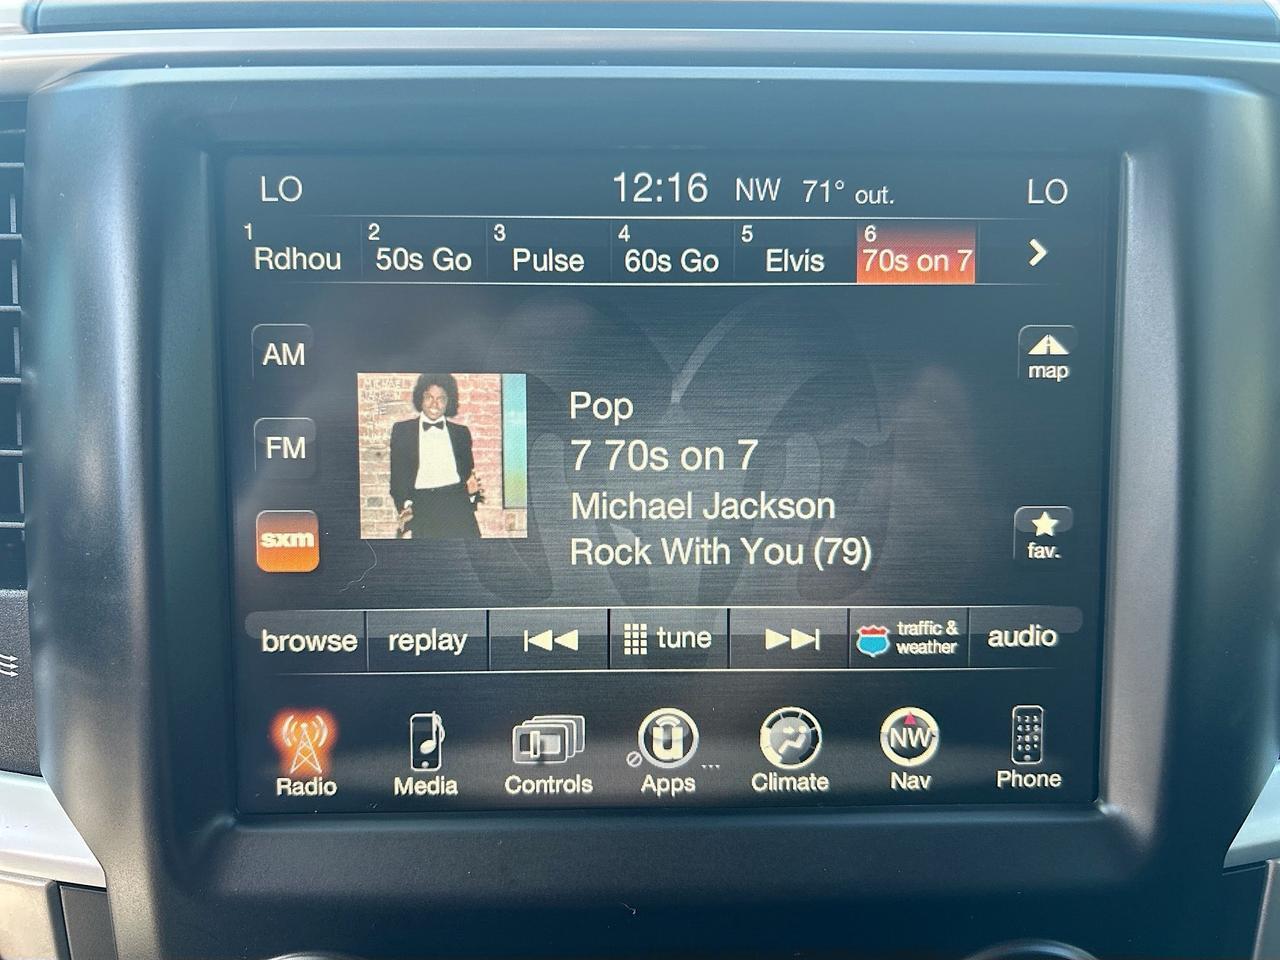 LO 12:16 NW 71° out. LO
1 Rdhou 2 50s Go 3 Pulse 4 60s Go 5 Elvis 6 70s on 7
AM
map
FM
Pop
7 70s on 7
Michael Jackson
Rock With You (79)
sxm
fav.
browse replay tune traffic & weather audio
Radio Media Controls Apps ... Climate NW Nav Phone